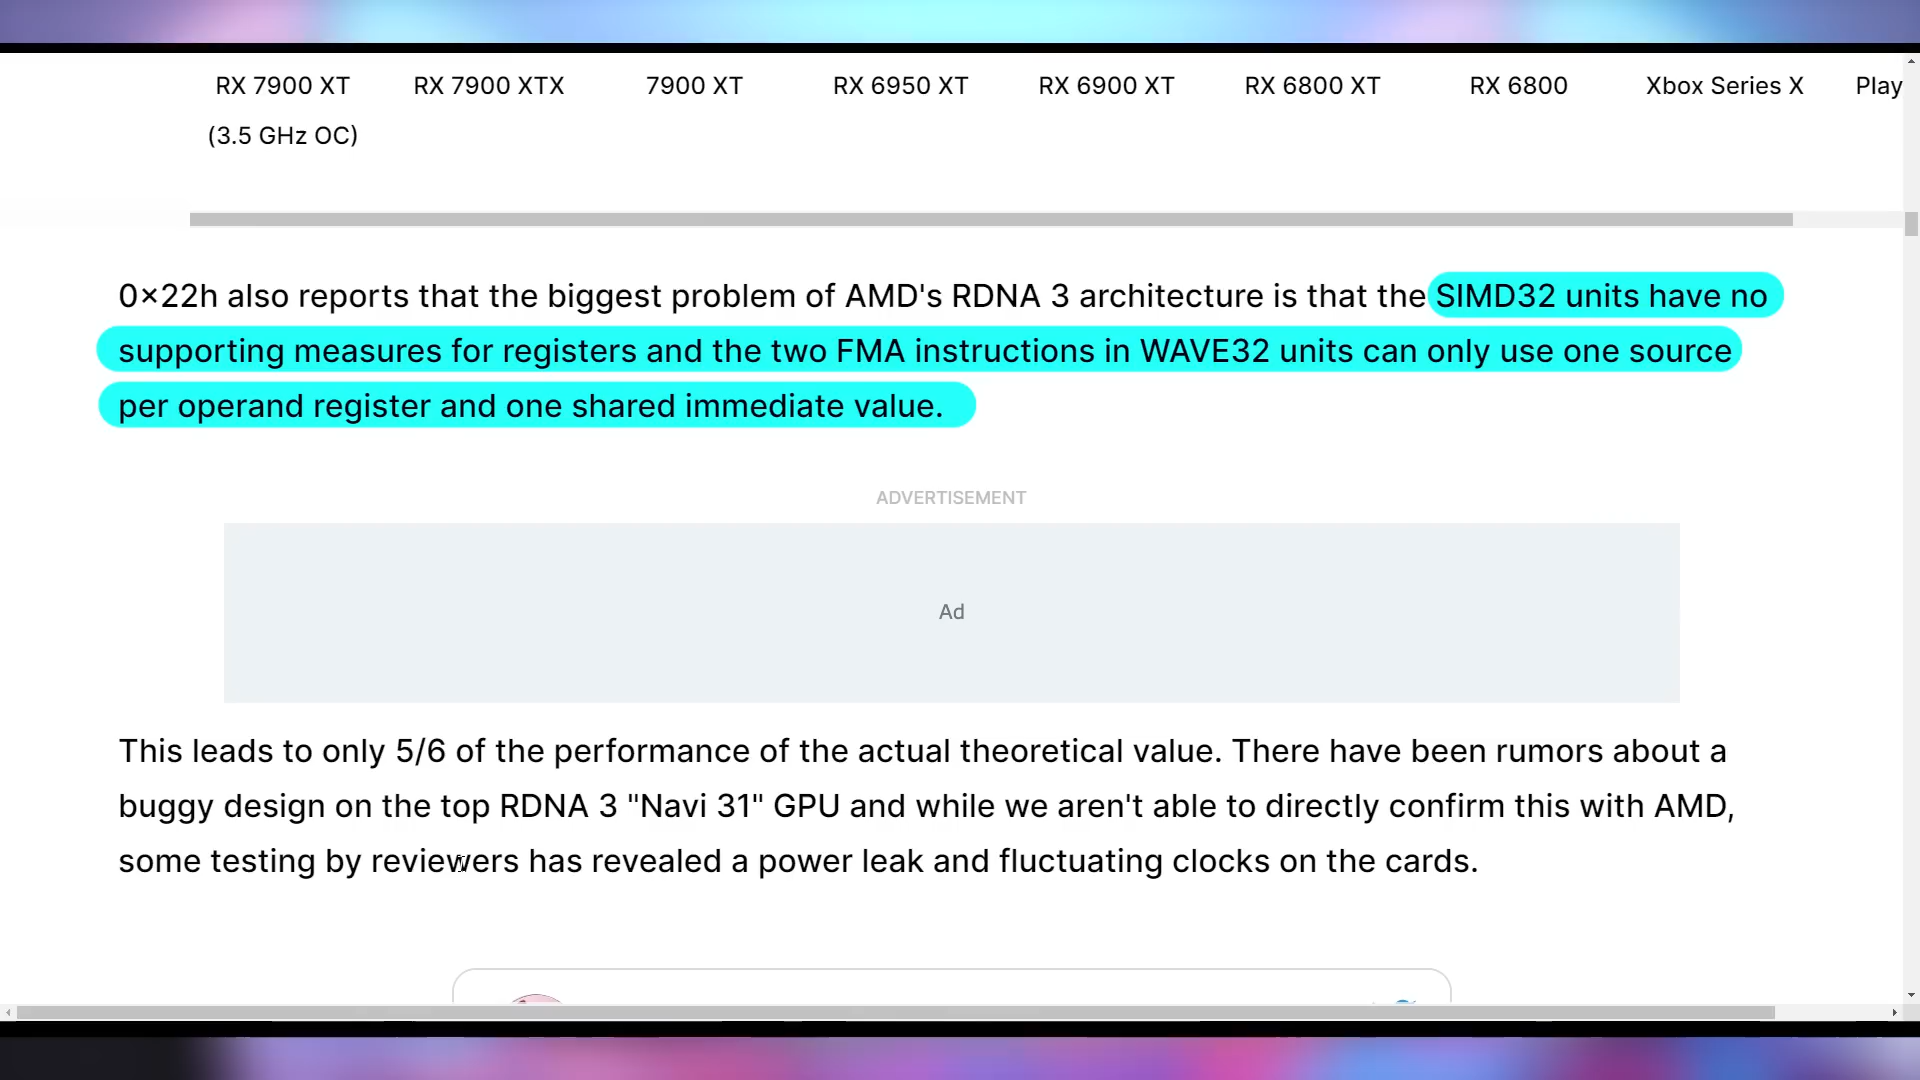 RX 7900 XT RX 7900 XTX 7900 XT RX 6950 XT RX 6900 XT RX 6800 XT RX 6800 Xbox Series X Play
(3.5 GHz OC)
0×22h also reports that the biggest problem of AMD's RDNA 3 architecture is that the SIMD32 units have no
supporting measures for registers and the two FMA instructions in WAVE32 units can only use one source
per operand register and one shared immediate value.
ADVERTISEMENT
Ad
This leads to only 5/6 of the performance of the actual theoretical value. There have been rumors about a
buggy design on the top RDNA 3 "Navi 31" GPU and while we aren't able to directly confirm this with AMD,
some testing by reviewers has revealed a power leak and fluctuating clocks on the cards.